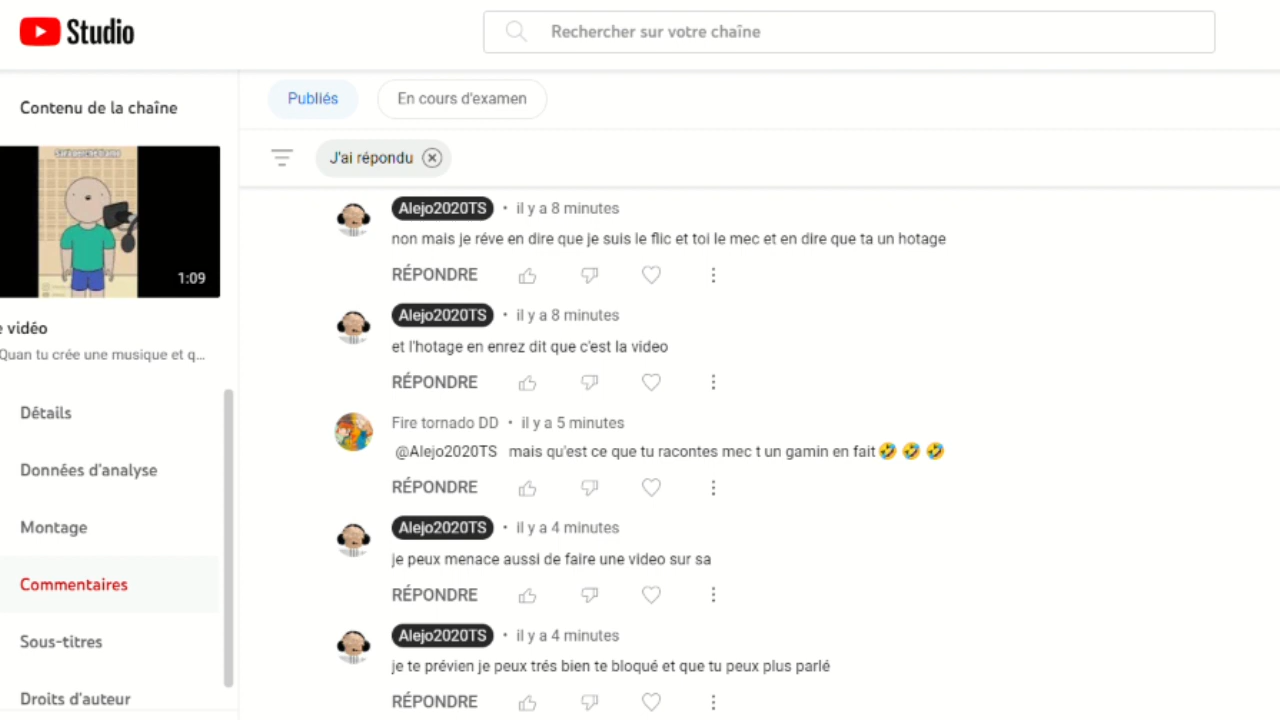 Studio
Rechercher sur votre chaîne
Contenu de la chaîne
1:09
e vidéo
Quan tu crée une musique et q...
Détails
Données d'analyse
Montage
Commentaires
Sous-titres
Droits d'auteur
Publiés
En cours d'examen
J'ai répondu
Alejo2020TS • il y a 8 minutes
non mais je réve en dire que je suis le flic et toi le mec et en dire que ta un hotage
RÉPONDRE
Alejo2020TS • il y a 8 minutes
et l'hotage en enrez dit que c'est la video
RÉPONDRE
Fire tornado DD • il y a 5 minutes
@Alejo2020TS mais qu'est ce que tu racontes mec t un gamin en fait🤣 🤣 🤣
RÉPONDRE
Alejo2020TS • il y a 4 minutes
je peux menace aussi de faire une video sur sa
RÉPONDRE
Alejo2020TS • il y a 4 minutes
je te prévien je peux trés bien te bloqué et que tu peux plus parlé
RÉPONDRE